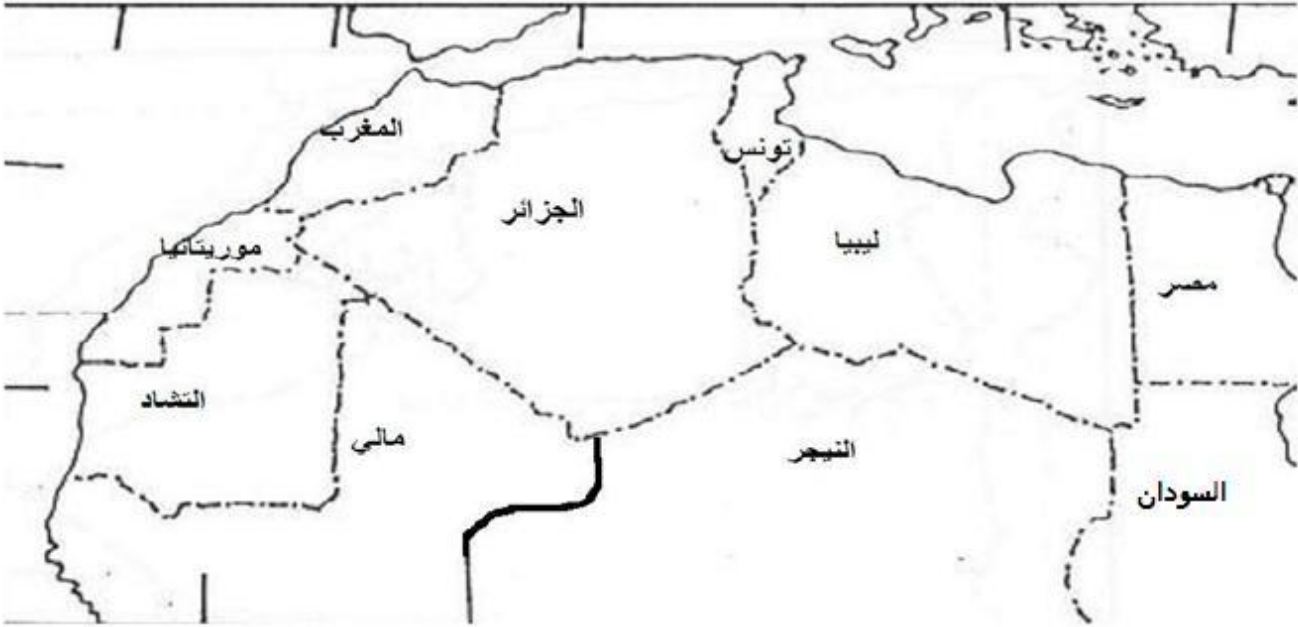 المغرب
تونس
الجزائر
ليبيا
موريتانيا
مصر
التشاد
مالي
النيجر
السودان